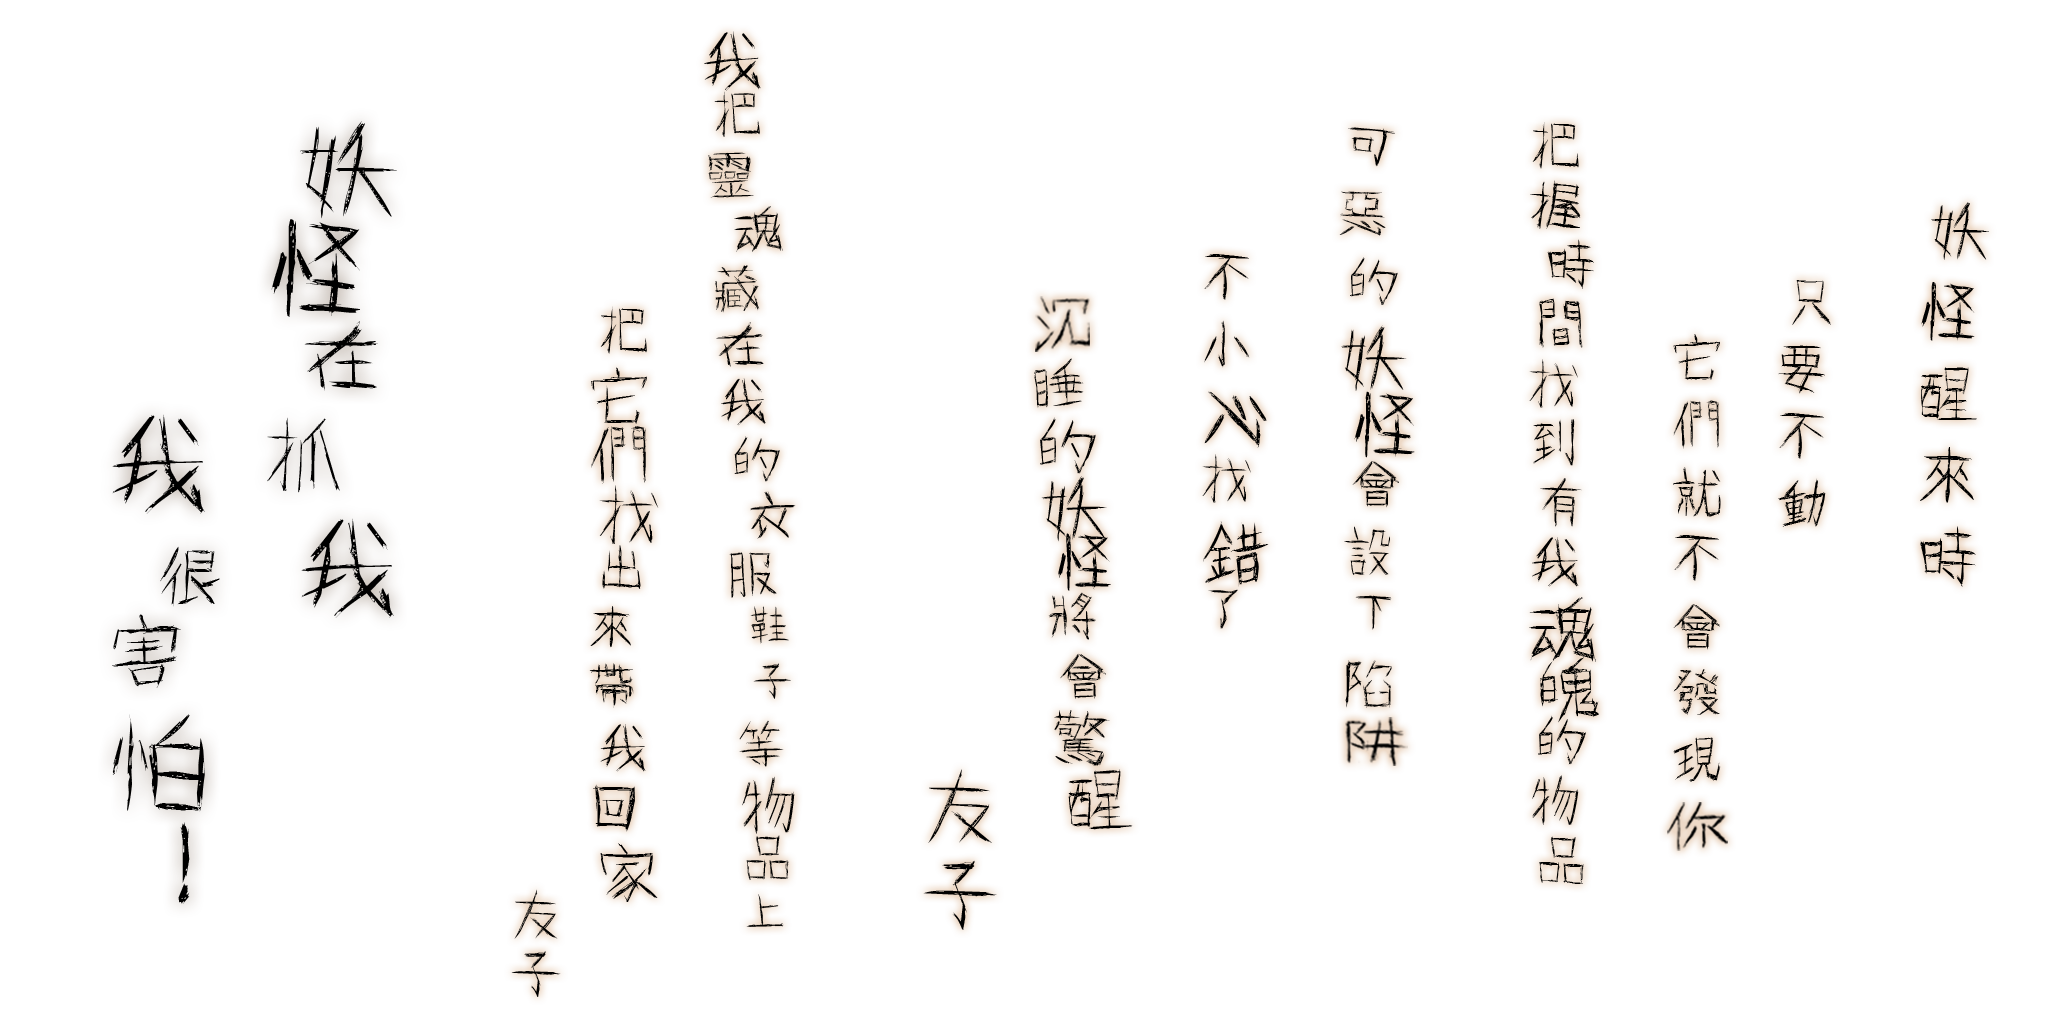 妖怪醒來時
只要不動
它們就不會發現你
把握時間找到有我魂魄的物品
可惡的妖怪會設下陷阱
不小心找錯了
沉睡的妖怪將會驚醒
友子
我把靈魂藏在我的衣服鞋子等物品上
把它們找出來帶我回家
友子
妖怪在抓我
我很害怕！